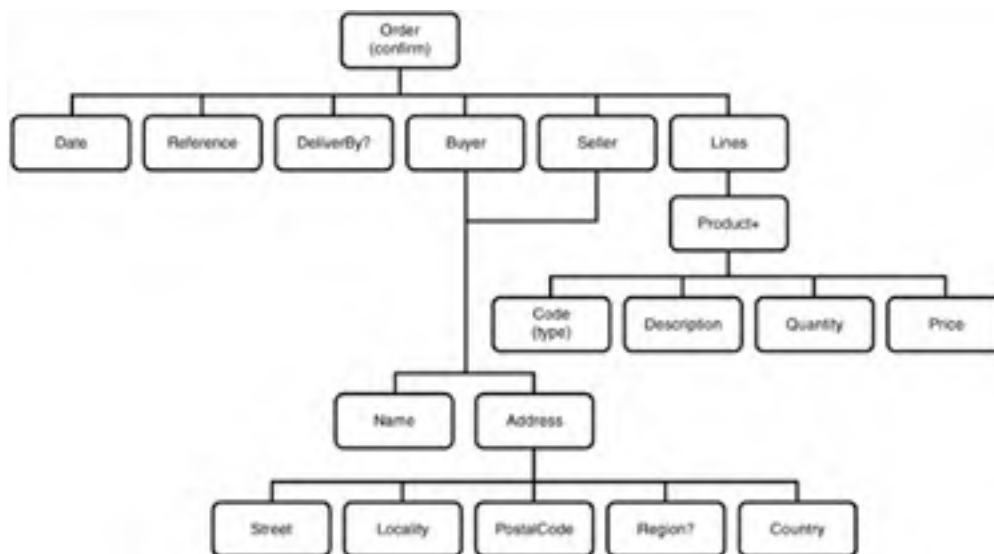 Order
(confirm)
Date
Reference
DeliverBy?
Buyer
Seller
Lines
Product+
Code
(type)
Description
Quantity
Price
Name
Address
Street
Locality
PostalCode
Region?
Country